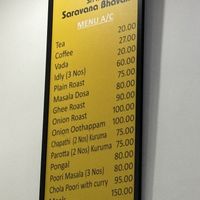 Saravana Bhavan
MENU A/C
Tea 20.00
Coffee 27.00
Vada 20.00
Idly (3 Nos) 60.00
Plain Roast 75.00
Masala Dosa 90.00
Ghee Roast 90.00
Onion Roast 100.00
Onion Oothappam 100.00
Chapathi (2 Nos) Kuruma 75.00
Parotta (2 Nos) Kuruma 75.00
Pongal 80.00
Poori Masala (3 Nos) 80.00
Chola Poori with curry 95.00
Meals 150.00